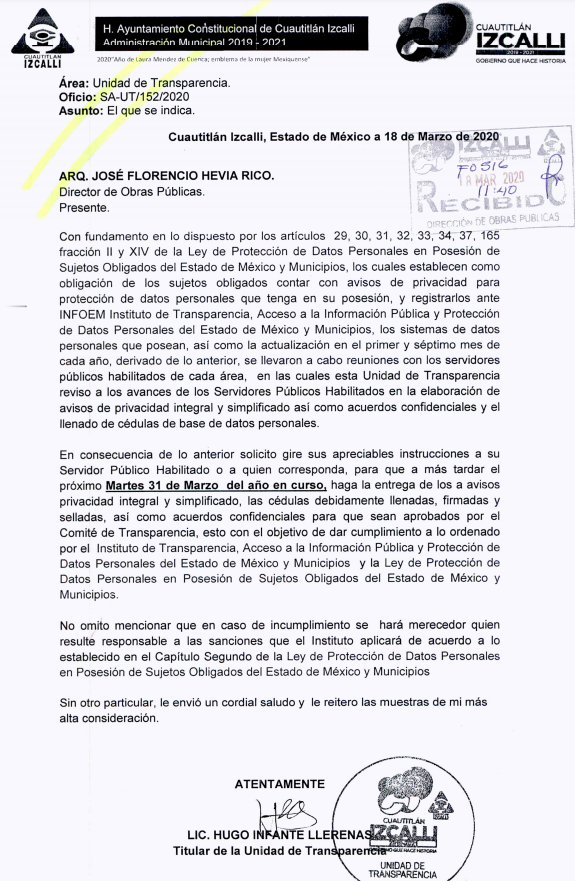 CUAUTITLÁN
IZCALLI
H. Ayuntamiento Constitucional de Cuautitlán Izcalli
Administración Municipal 2019 - 2021
2020"Año de Laura Méndez de Cuenca; emblema de la mujer Mexiquense"
CUAUTITLÁN
IZCALLI
2019 - 2021
GOBIERNO QUE HACE HISTORIA
Área: Unidad de Transparencia.
Oficio: SA-UT/152/2020
Asunto: El que se indica.
Cuautitlán Izcalli, Estado de México a 18 de Marzo de 2020
IZCALLI
18 MAR 2020
11:40
RECIBIDO
DIRECCIÓN DE OBRAS PUBLICAS
ARQ. JOSÉ FLORENCIO HEVIA RICO.
Director de Obras Públicas.
Presente.
Con fundamento en lo dispuesto por los artículos 29, 30, 31, 32, 33, 34, 37, 165
fracción II y XIV de la Ley de Protección de Datos Personales en Posesión de
Sujetos Obligados del Estado de México y Municipios, los cuales establecen como
obligación de los sujetos obligados contar con avisos de privacidad para
protección de datos personales que tenga en su posesión, y registrarlos ante
INFOEM Instituto de Transparencia, Acceso a la Información Pública y Protección
de Datos Personales del Estado de México y Municipios, los sistemas de datos
personales que posean, así como la actualización en el primer y séptimo mes de
cada año, derivado de lo anterior, se llevaron a cabo reuniones con los servidores
públicos habilitados de cada área, en las cuales esta Unidad de Transparencia
reviso a los avances de los Servidores Públicos Habilitados en la elaboración de
avisos de privacidad integral y simplificado así como acuerdos confidenciales y el
llenado de cédulas de base de datos personales.
En consecuencia de lo anterior solicito gire sus apreciables instrucciones a su
Servidor Público Habilitado o a quien corresponda, para que a más tardar el
próximo Martes 31 de Marzo del año en curso, haga la entrega de los a avisos
privacidad integral y simplificado, las cédulas debidamente llenadas, firmadas y
selladas, así como acuerdos confidenciales para que sean aprobados por el
Comité de Transparencia, esto con el objetivo de dar cumplimiento a lo ordenado
por el Instituto de Transparencia, Acceso a la Información Pública y Protección de
Datos Personales del Estado de México y Municipios y la Ley de Protección de
Datos Personales en Posesión de Sujetos Obligados del Estado de México y
Municipios.
No omito mencionar que en caso de incumplimiento se hará merecedor quien
resulte responsable a las sanciones que el Instituto aplicará de acuerdo a lo
establecido en el Capítulo Segundo de la Ley de Protección de Datos Personales
en Posesión de Sujetos Obligados del Estado de México y Municipios
Sin otro particular, le envió un cordial saludo y le reitero las muestras de mi más
alta consideración.
ATENTAMENTE
LIC. HUGO INFANTE LLERENAS
Titular de la Unidad de Transparencia
CUAUTITLÁN
IZCALLI
2019-2021
GOBIERNO QUE HACE HISTORIA
UNIDAD DE
TRANSPARENCIA